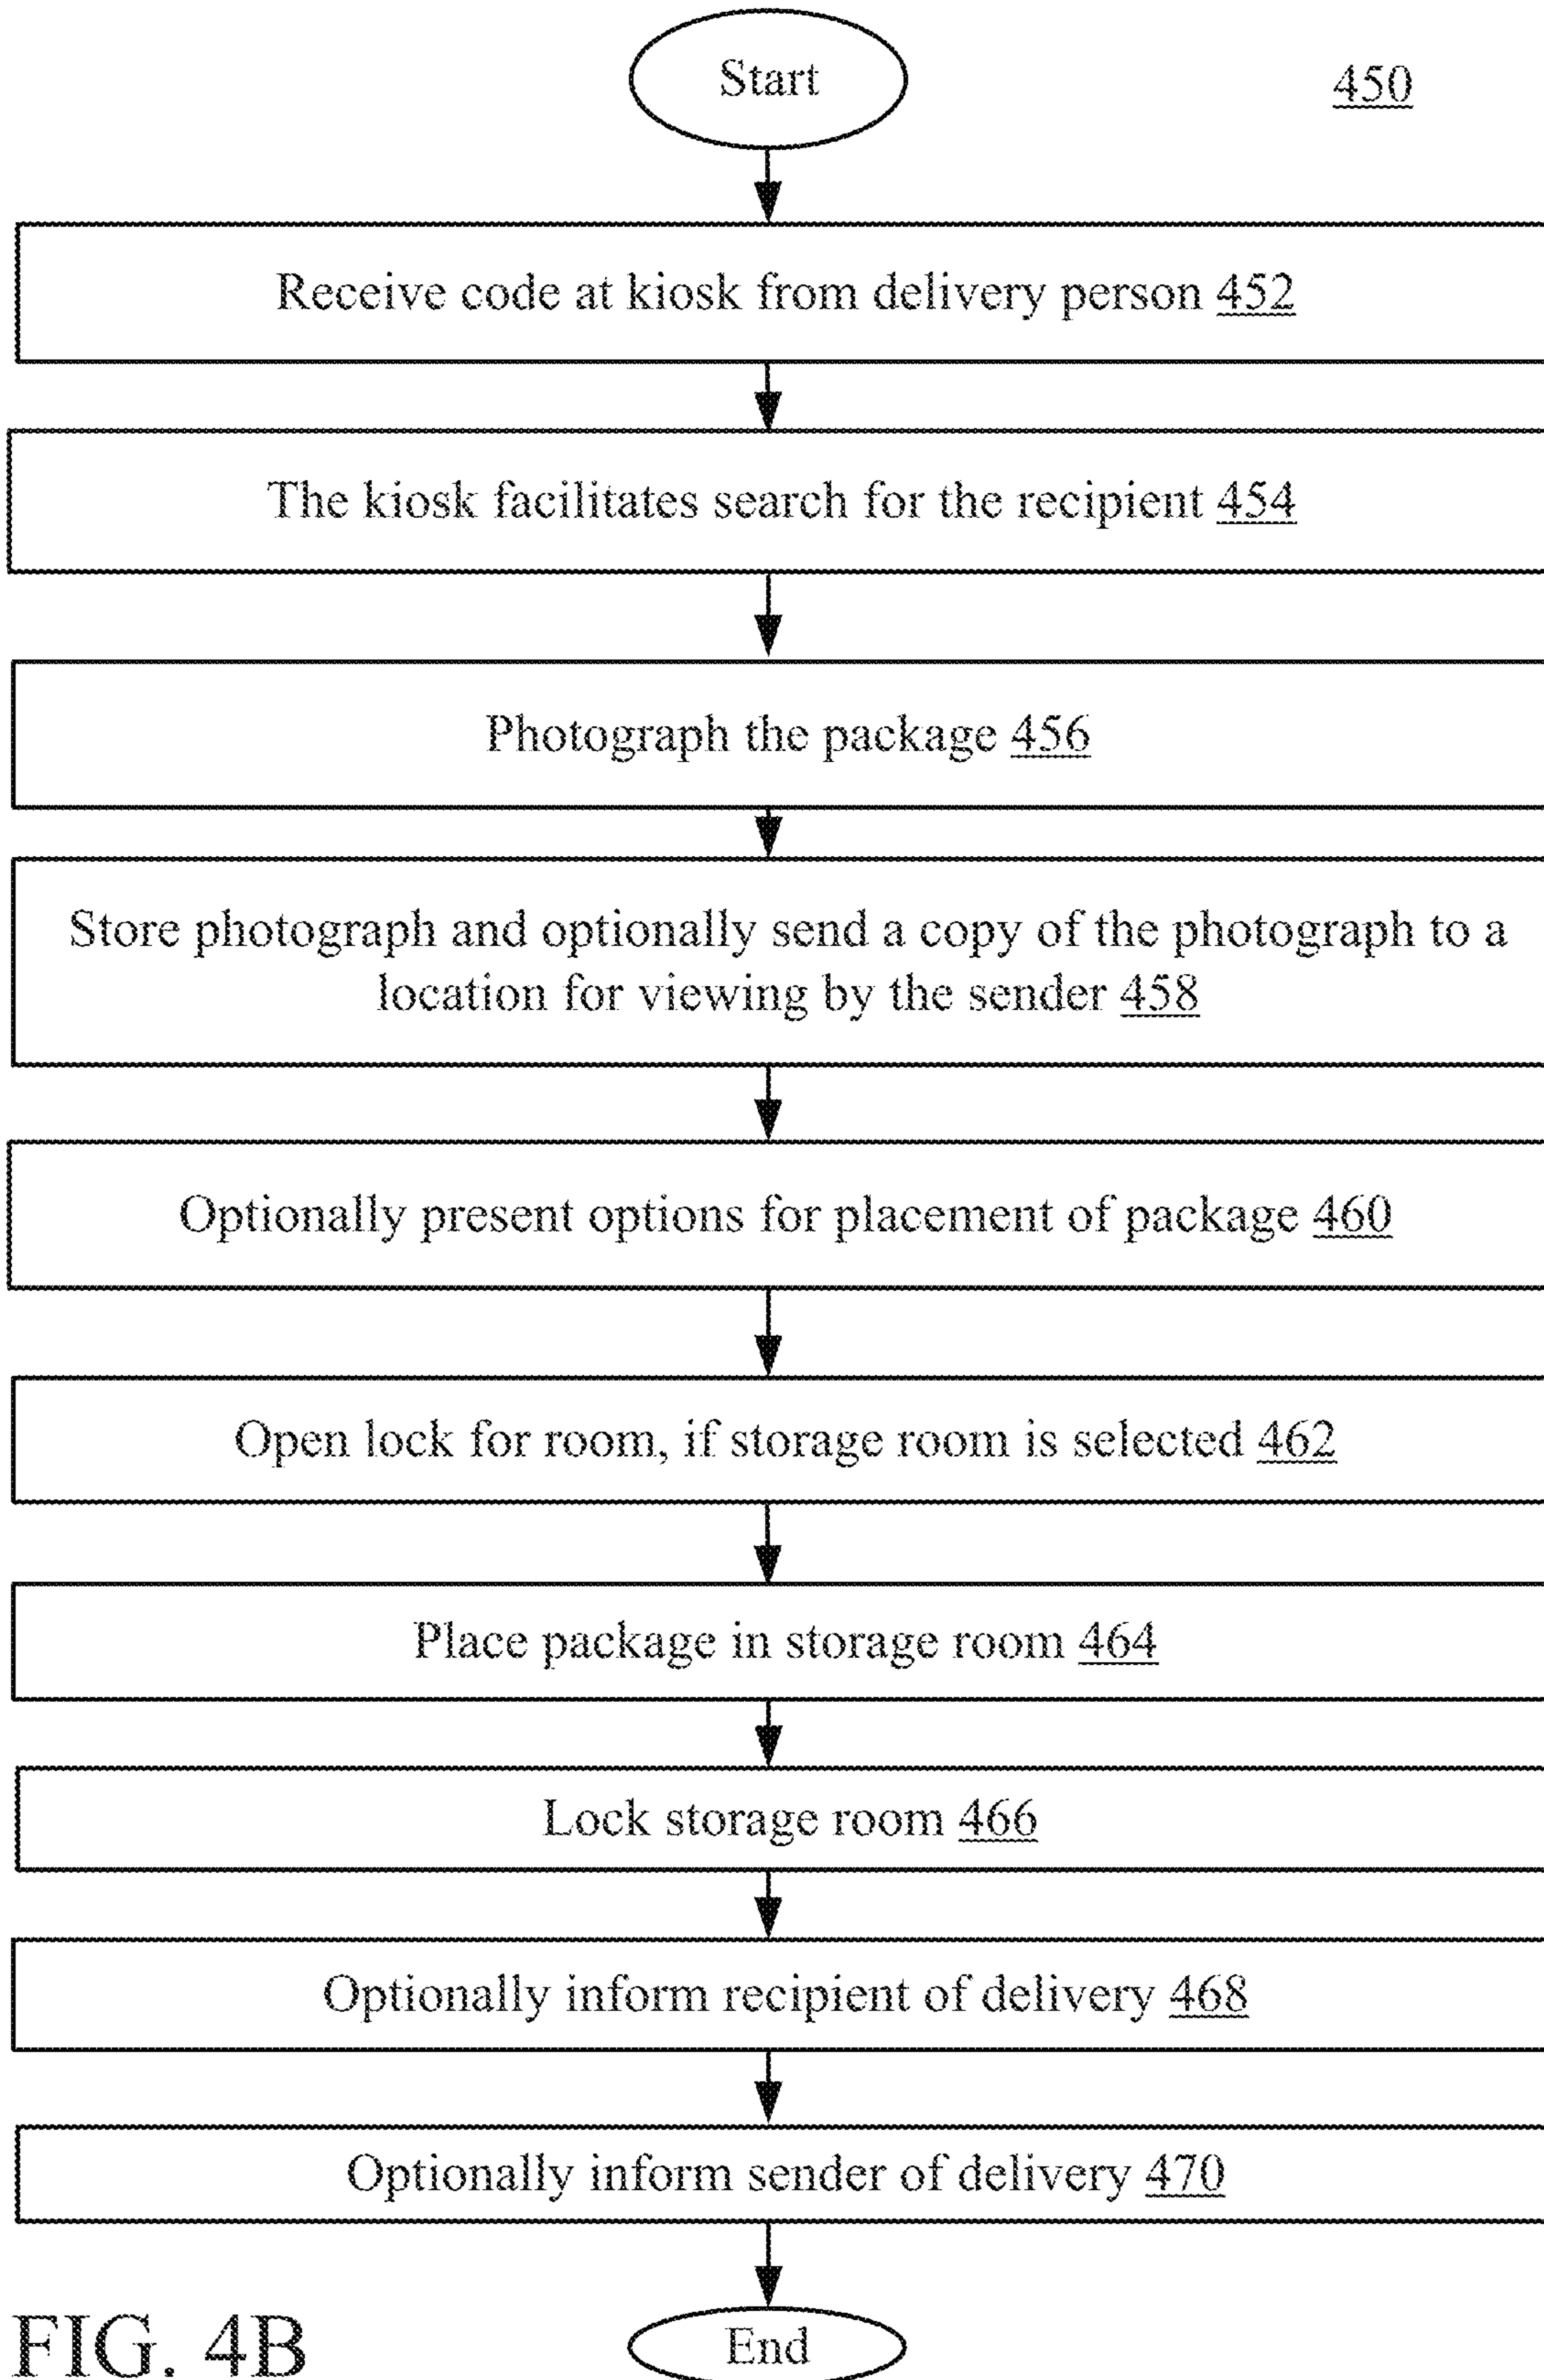 Start
450
Receive code at kiosk from delivery person 452
The kiosk facilitates search for the recipient 454
Photograph the package 456
Store photograph and optionally send a copy of the photograph to a
location for viewing by the sender 458
Optionally present options for placement of package 460
Open lock for room, if storage room is selected 462
Place package in storage room 464
Lock storage room 466
Optionally inform recipient of delivery 468
Optionally inform sender of delivery 470
End
FIG. 4B